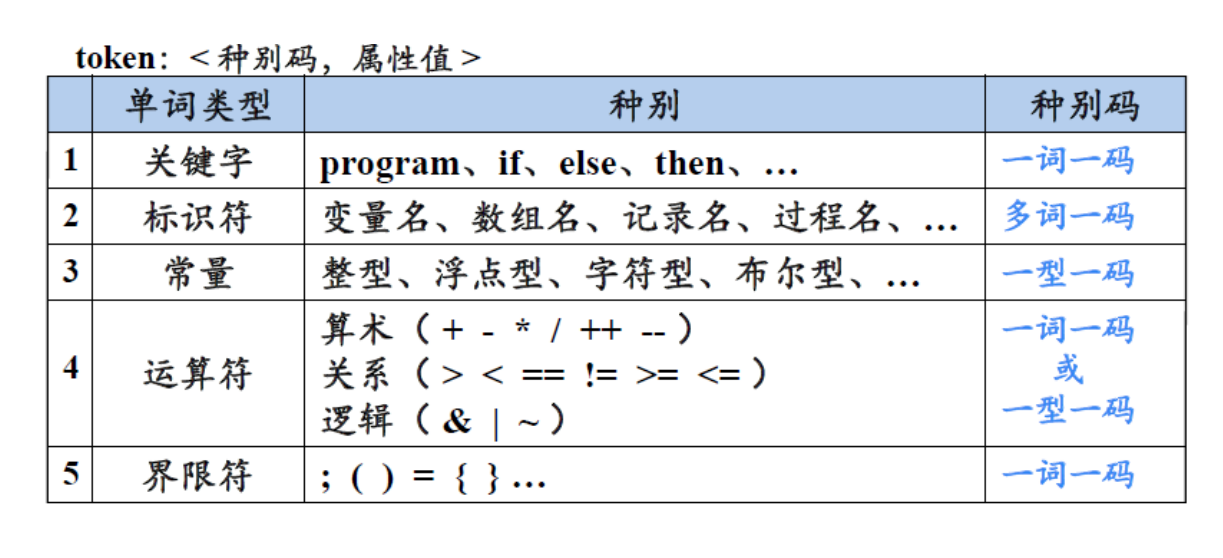 token：<种别码，属性值>
单词类型 种别 种别码
1 关键字 program、if、else、then、… 一词一码
2 标识符 变量名、数组名、记录名、过程名、… 多词一码
3 常量 整型、浮点型、字符型、布尔型、… 一型一码
算术（+ - * / ++ --） 一词一码
4 运算符 关系（> < == != >= <=） 或
逻辑（& | ~） 一型一码
5 界限符 ; ( ) = { } … 一词一码